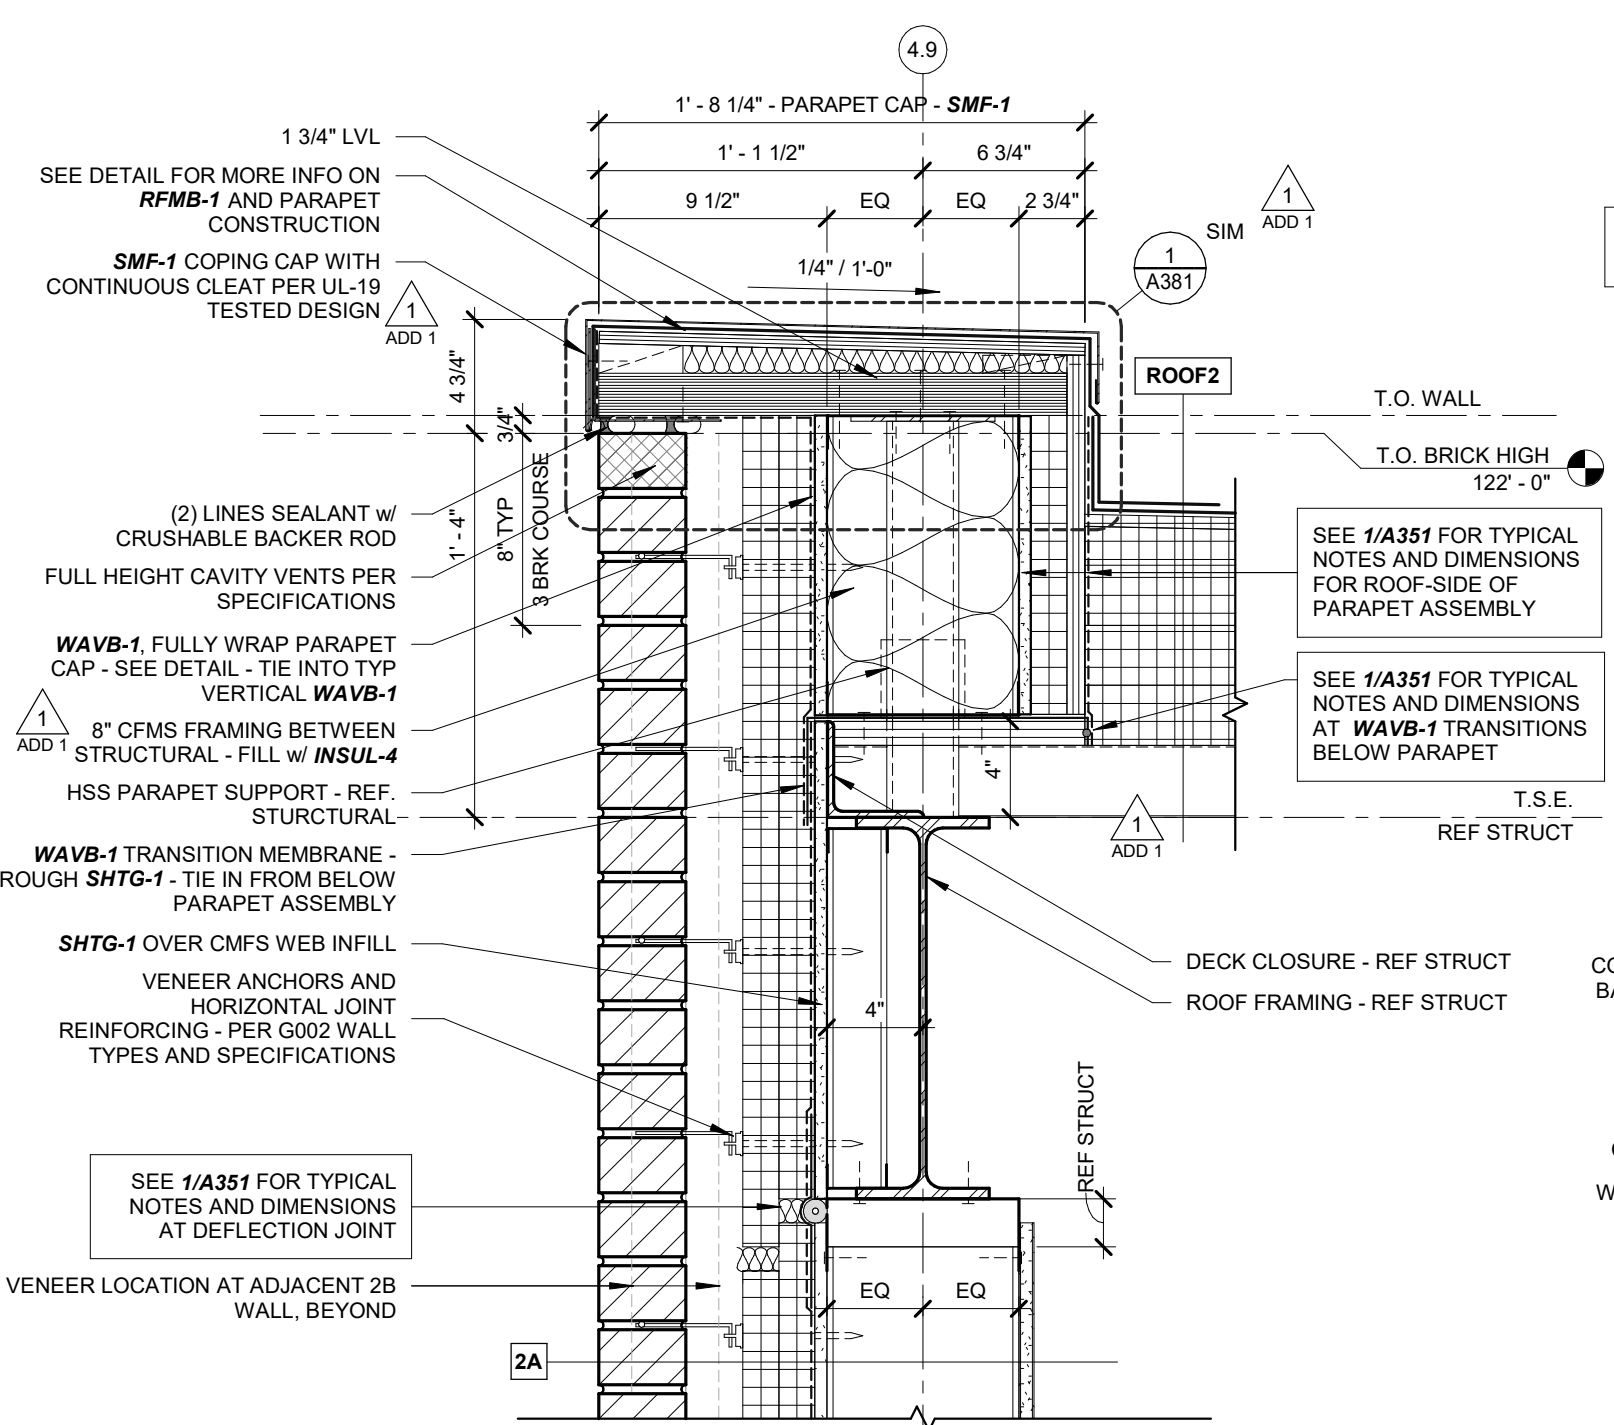 4.9
1' - 8 1/4" - PARAPET CAP - SMF-1
1' - 1 1/2"
6 3/4"
9 1/2"
EQ
EQ
2 3/4"
1/4" / 1'-0"
1
A381
SIM
1
ADD 1
1 3/4" LVL
SEE DETAIL FOR MORE INFO ON
RFMB-1 AND PARAPET
CONSTRUCTION
SMF-1 COPING CAP WITH
CONTINUOUS CLEAT PER UL-19
TESTED DESIGN
1
ADD 1
4 3/4"
3/4"
1' - 4"
8" TYP
3 BRK COURSE
ROOF2
T.O. WALL
T.O. BRICK HIGH
122' - 0"
(2) LINES SEALANT w/
CRUSHABLE BACKER ROD
FULL HEIGHT CAVITY VENTS PER
SPECIFICATIONS
WAVB-1, FULLY WRAP PARAPET
CAP - SEE DETAIL - TIE INTO TYP
VERTICAL WAVB-1
1
ADD 1
8" CFMS FRAMING BETWEEN
STRUCTURAL - FILL w/ INSUL-4
HSS PARAPET SUPPORT - REF.
STURCTURAL
WAVB-1 TRANSITION MEMBRANE -
ROUGH SHTG-1 - TIE IN FROM BELOW
PARAPET ASSEMBLY
SHTG-1 OVER CMFS WEB INFILL
VENEER ANCHORS AND
HORIZONTAL JOINT
REINFORCING - PER G002 WALL
TYPES AND SPECIFICATIONS
SEE 1/A351 FOR TYPICAL
NOTES AND DIMENSIONS
AT DEFLECTION JOINT
VENEER LOCATION AT ADJACENT 2B
WALL, BEYOND
2A
SEE 1/A351 FOR TYPICAL
NOTES AND DIMENSIONS
FOR ROOF-SIDE OF
PARAPET ASSEMBLY
SEE 1/A351 FOR TYPICAL
NOTES AND DIMENSIONS
AT WAVB-1 TRANSITIONS
BELOW PARAPET
4"
T.S.E.
REF STRUCT
1
ADD 1
DECK CLOSURE - REF STRUCT
ROOF FRAMING - REF STRUCT
4"
REF STRUCT
EQ
EQ
CO
BA
W